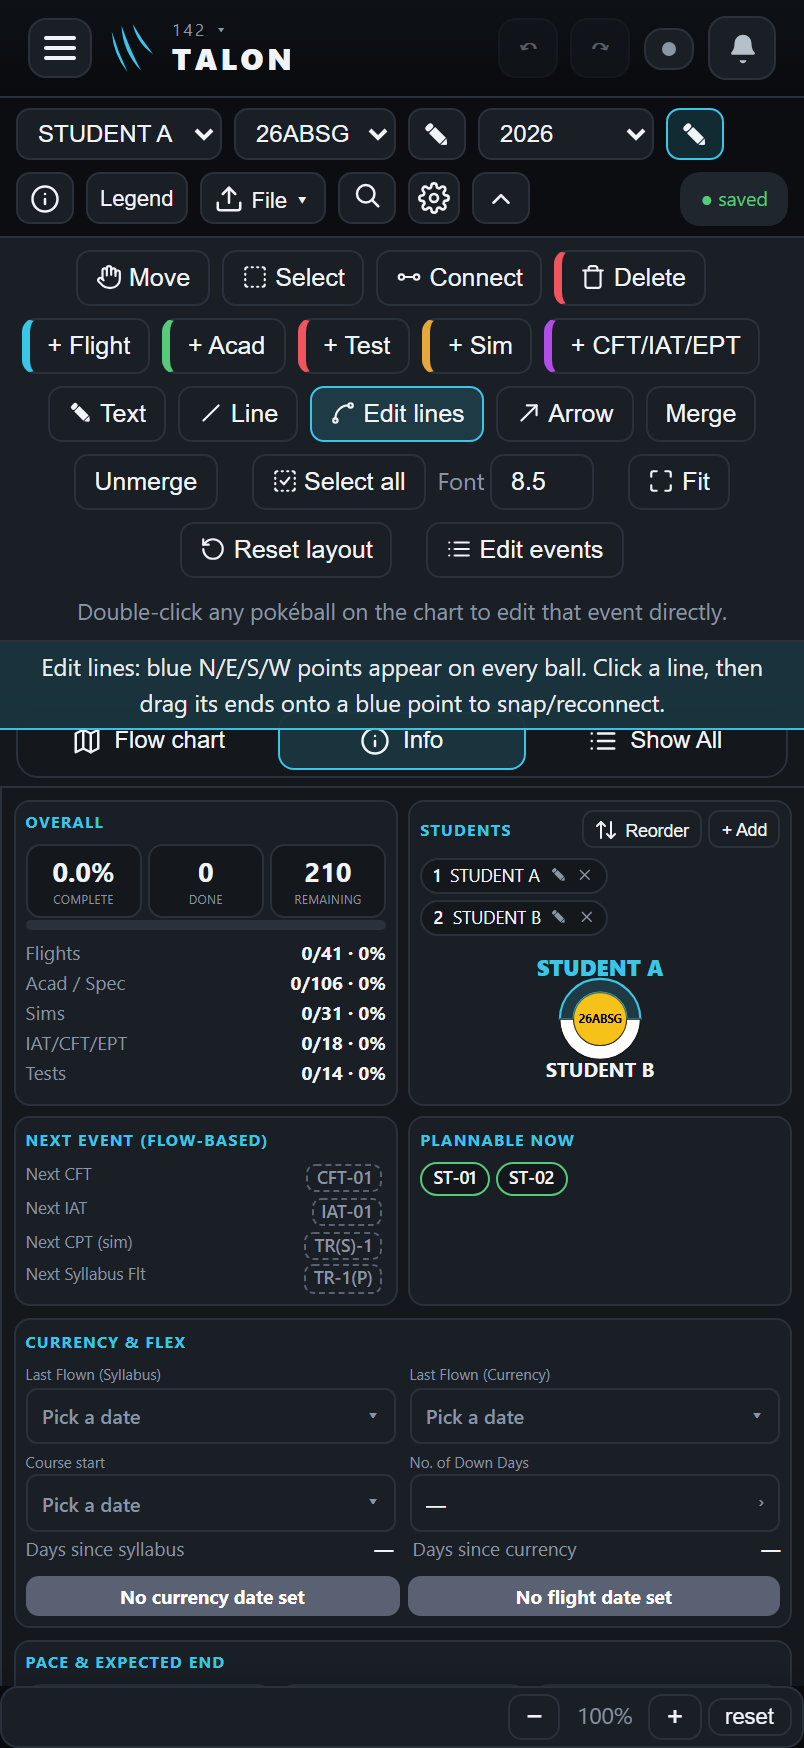 142
TALON
STUDENT A
26ABSG
2026
Legend
File
saved
Move
Select
Connect
Delete
+ Flight
+ Acad
+ Test
+ Sim
+ CFT/IAT/EPT
Text
Line
Edit lines
Arrow
Merge
Unmerge
Select all
Font
8.5
Fit
Reset layout
Edit events
Double-click any pokéball on the chart to edit that event directly.
Edit lines: blue N/E/S/W points appear on every ball. Click a line, then
drag its ends onto a blue point to snap/reconnect.
Flow chart
Info
Show All
OVERALL
0.0%
COMPLETE
0
DONE
210
REMAINING
Flights 0/41 · 0%
Acad / Spec 0/106 · 0%
Sims 0/31 · 0%
IAT/CFT/EPT 0/18 · 0%
Tests 0/14 · 0%
STUDENTS
Reorder
+ Add
1 STUDENT A
2 STUDENT B
STUDENT A
26ABSG
STUDENT B
NEXT EVENT (FLOW-BASED)
Next CFT CFT-01
Next IAT IAT-01
Next CPT (sim) TR(S)-1
Next Syllabus Flt TR-1(P)
PLANNABLE NOW
ST-01
ST-02
CURRENCY & FLEX
Last Flown (Syllabus)
Pick a date
Last Flown (Currency)
Pick a date
Course start
Pick a date
No. of Down Days
—
Days since syllabus —
Days since currency —
No currency date set
No flight date set
PACE & EXPECTED END
− 100% + reset